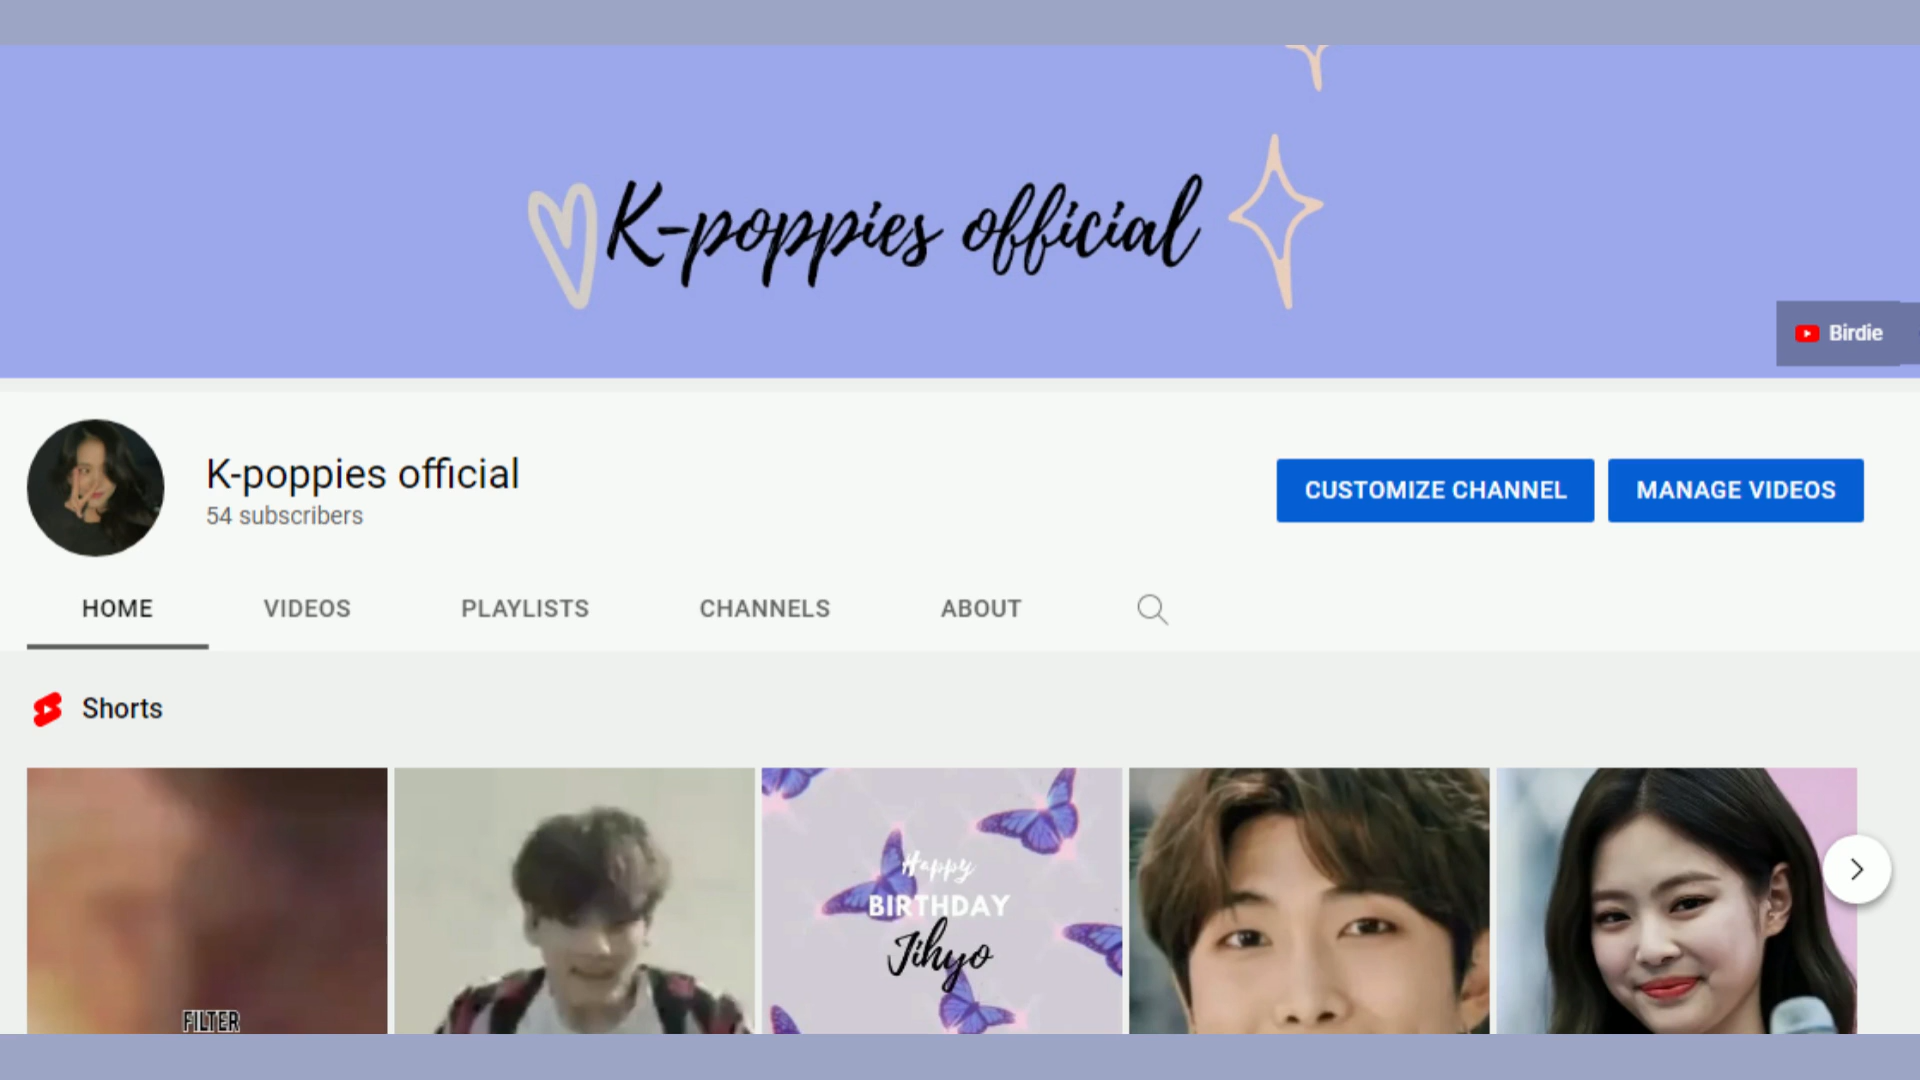 K-poppies official
Birdie
K-poppies official
54 subscribers
CUSTOMIZE CHANNEL
MANAGE VIDEOS
HOME
VIDEOS
PLAYLISTS
CHANNELS
ABOUT
Shorts
FILTER
Happy
BIRTHDAY
Jihyo